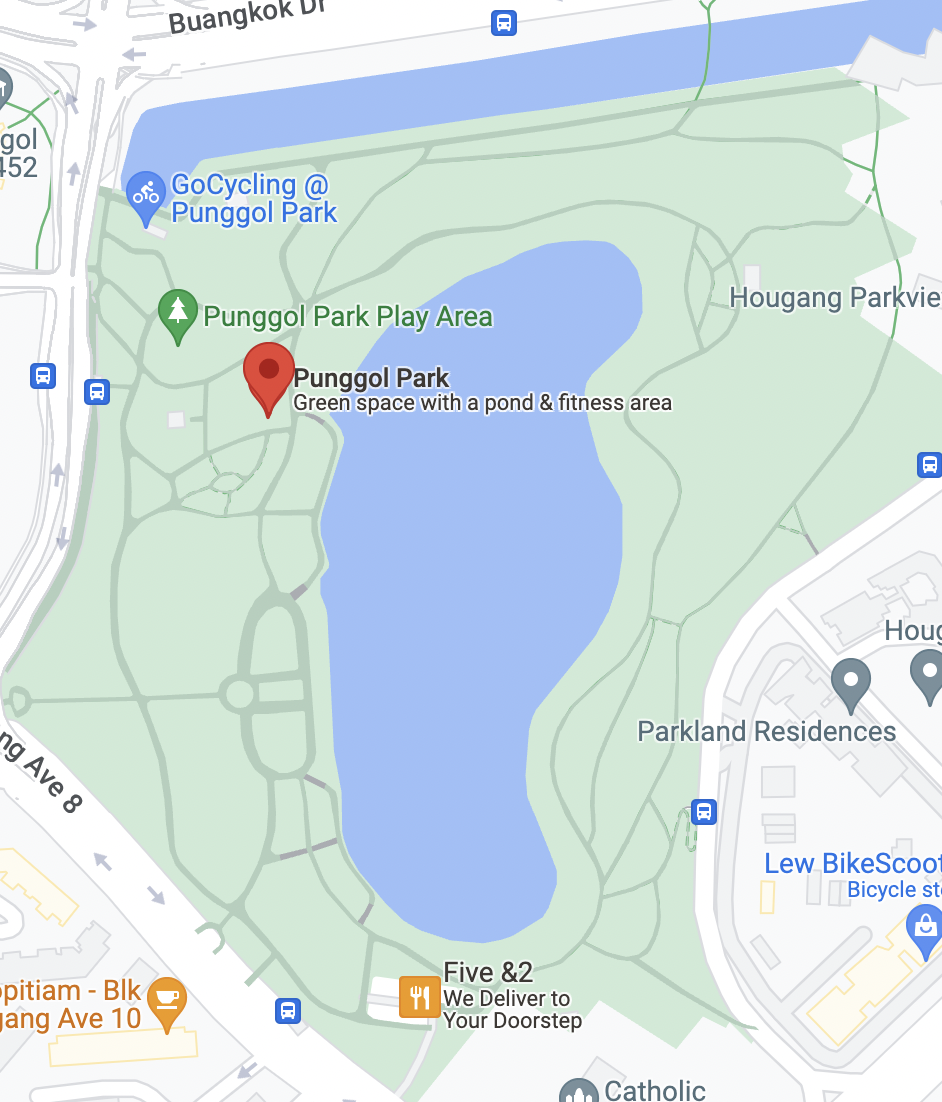 Buangkok Dr
gol
452
GoCycling @
Punggol Park
Punggol Park Play Area
Hougang Parkvie
Punggol Park
Green space with a pond & fitness area
Houg
Parkland Residences
ng Ave 8
Lew BikeScoot
Bicycle sto
opitiam - Blk
gang Ave 10
Five &2
We Deliver to
Your Doorstep
Catholic